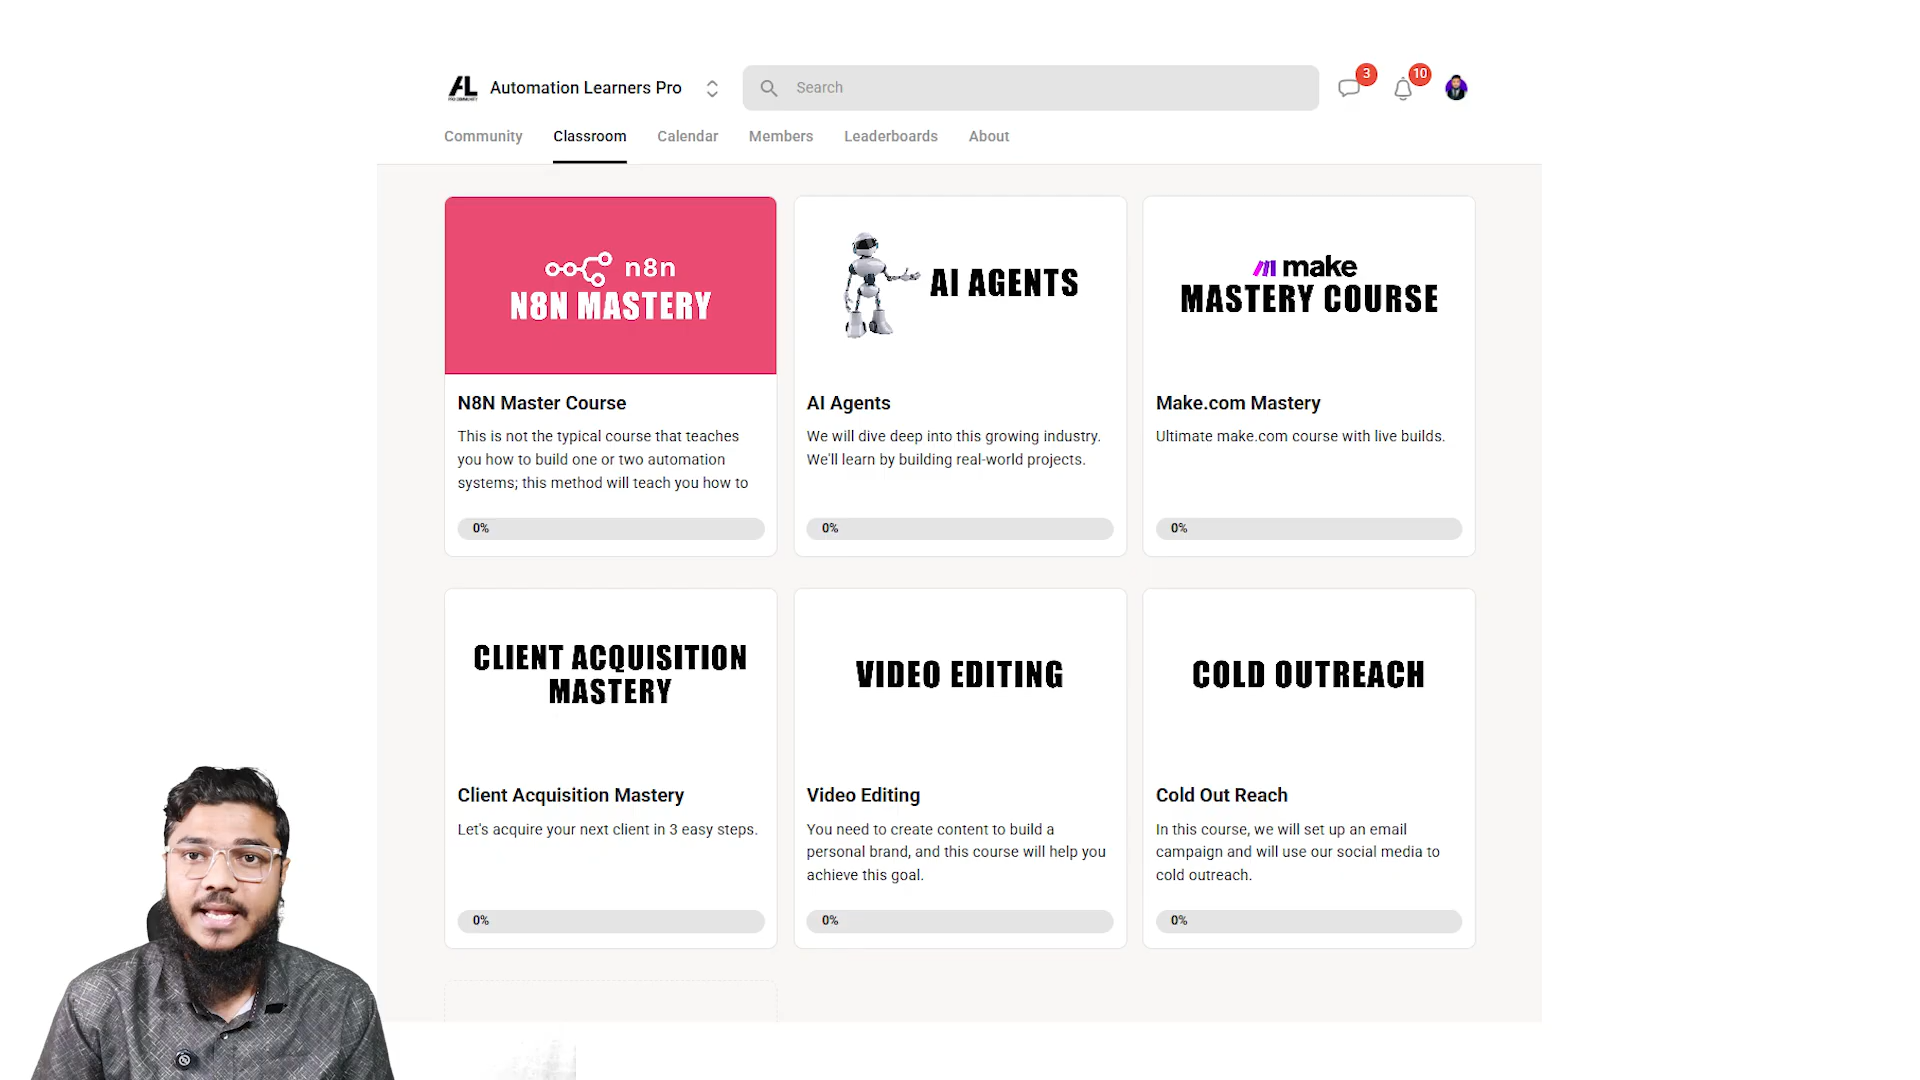 AL
Automation Learners Pro
Search
3
10
Community
Classroom
Calendar
Members
Leaderboards
About
n8n
N8N MASTERY
N8N Master Course
This is not the typical course that teaches
you how to build one or two automation
systems; this method will teach you how to
0%
AI AGENTS
AI Agents
We will dive deep into this growing industry.
We'll learn by building real-world projects.
0%
make
MASTERY COURSE
Make.com Mastery
Ultimate make.com course with live builds.
0%
CLIENT ACQUISITION
MASTERY
Client Acquisition Mastery
Let's acquire your next client in 3 easy steps.
0%
VIDEO EDITING
Video Editing
You need to create content to build a
personal brand, and this course will help you
achieve this goal.
0%
COLD OUTREACH
Cold Out Reach
In this course, we will set up an email
campaign and will use our social media to
cold outreach.
0%